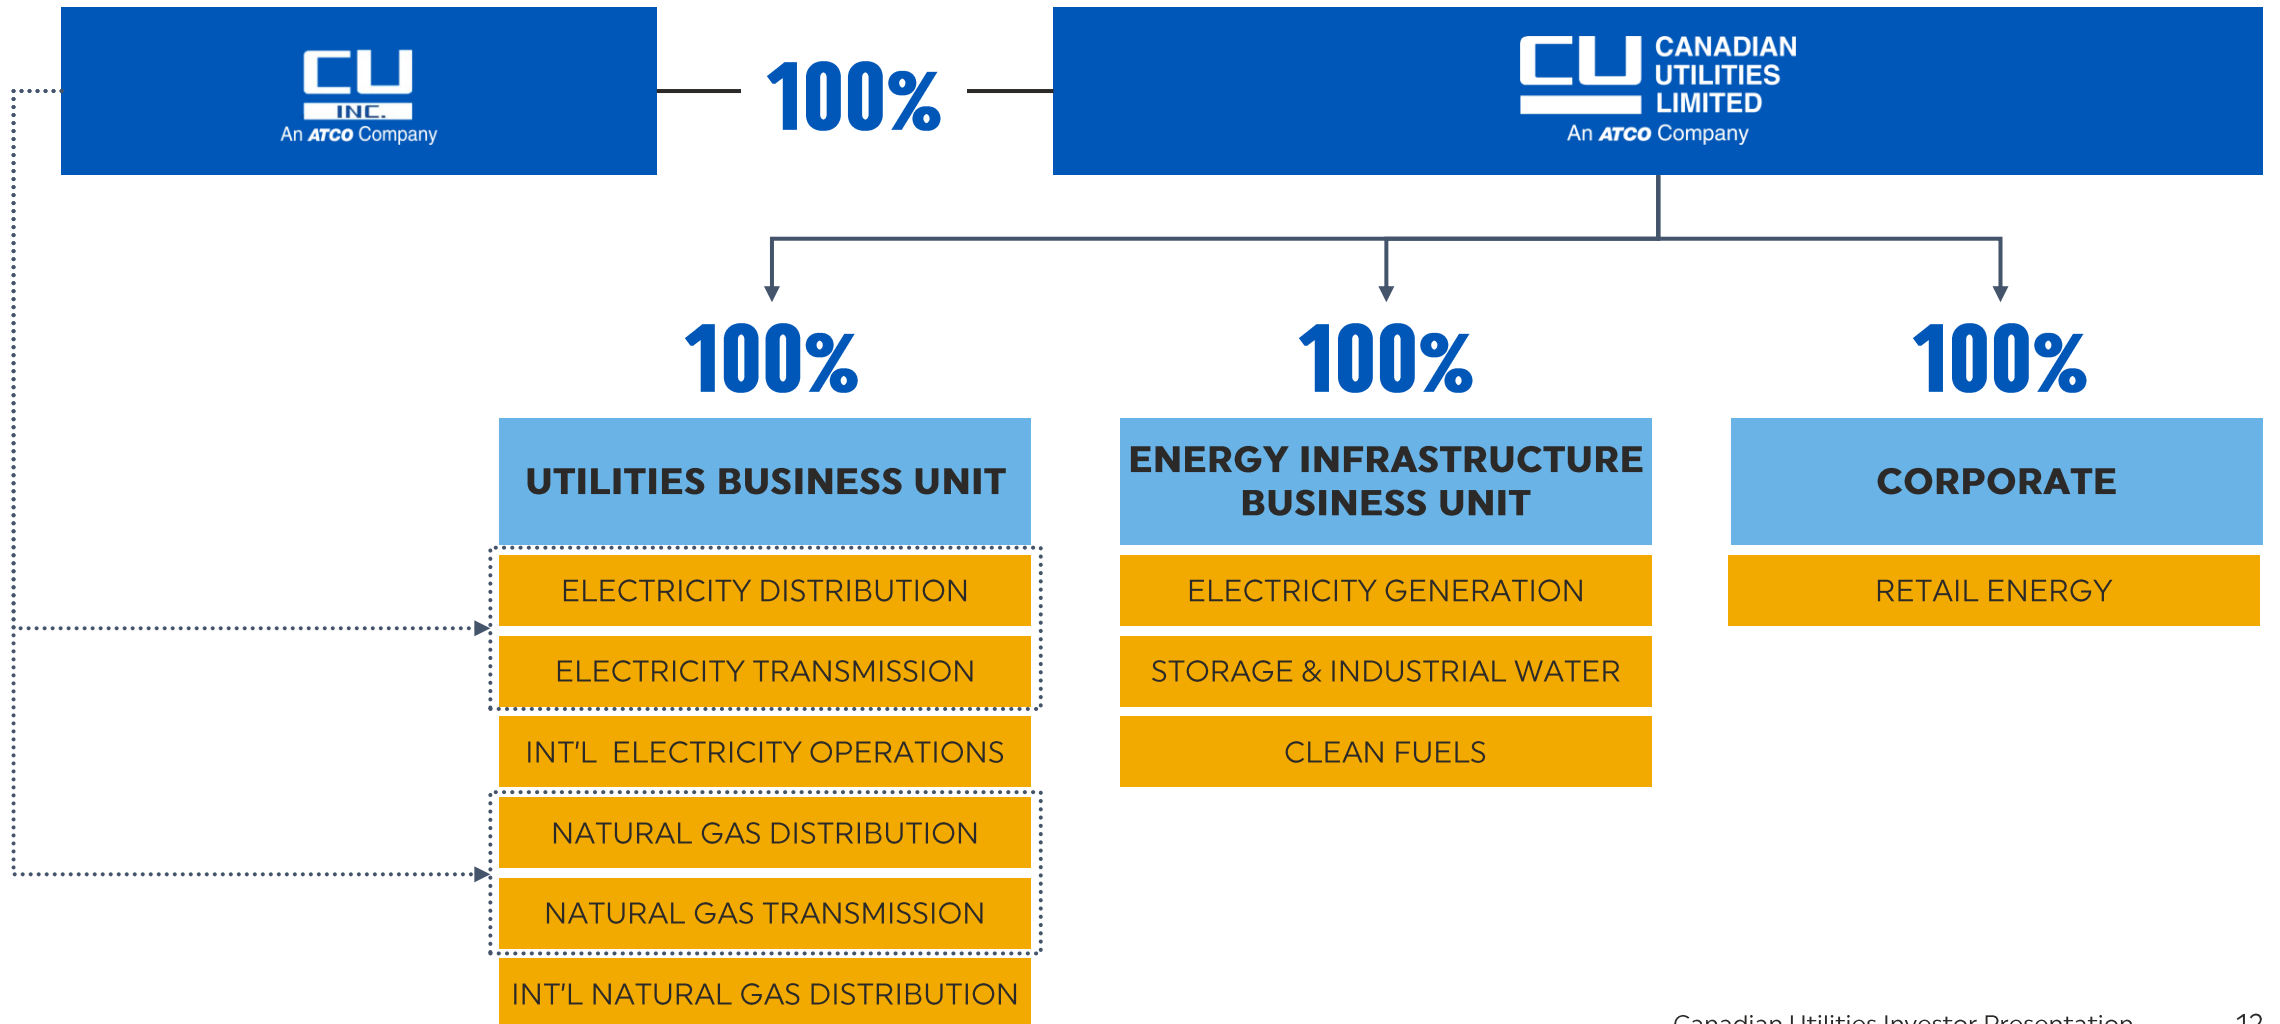 CU
INC.
An ATCO Company
100%
CU
CANADIAN
UTILITIES
LIMITED
An ATCO Company
100%
100%
100%
UTILITIES BUSINESS UNIT
ENERGY INFRASTRUCTURE
BUSINESS UNIT
CORPORATE
ELECTRICITY DISTRIBUTION
ELECTRICITY TRANSMISSION
INT'L ELECTRICITY OPERATIONS
NATURAL GAS DISTRIBUTION
NATURAL GAS TRANSMISSION
INT'L NATURAL GAS DISTRIBUTION
ELECTRICITY GENERATION
STORAGE & INDUSTRIAL WATER
CLEAN FUELS
RETAIL ENERGY
Canadian Utilities Investor Presentation
12